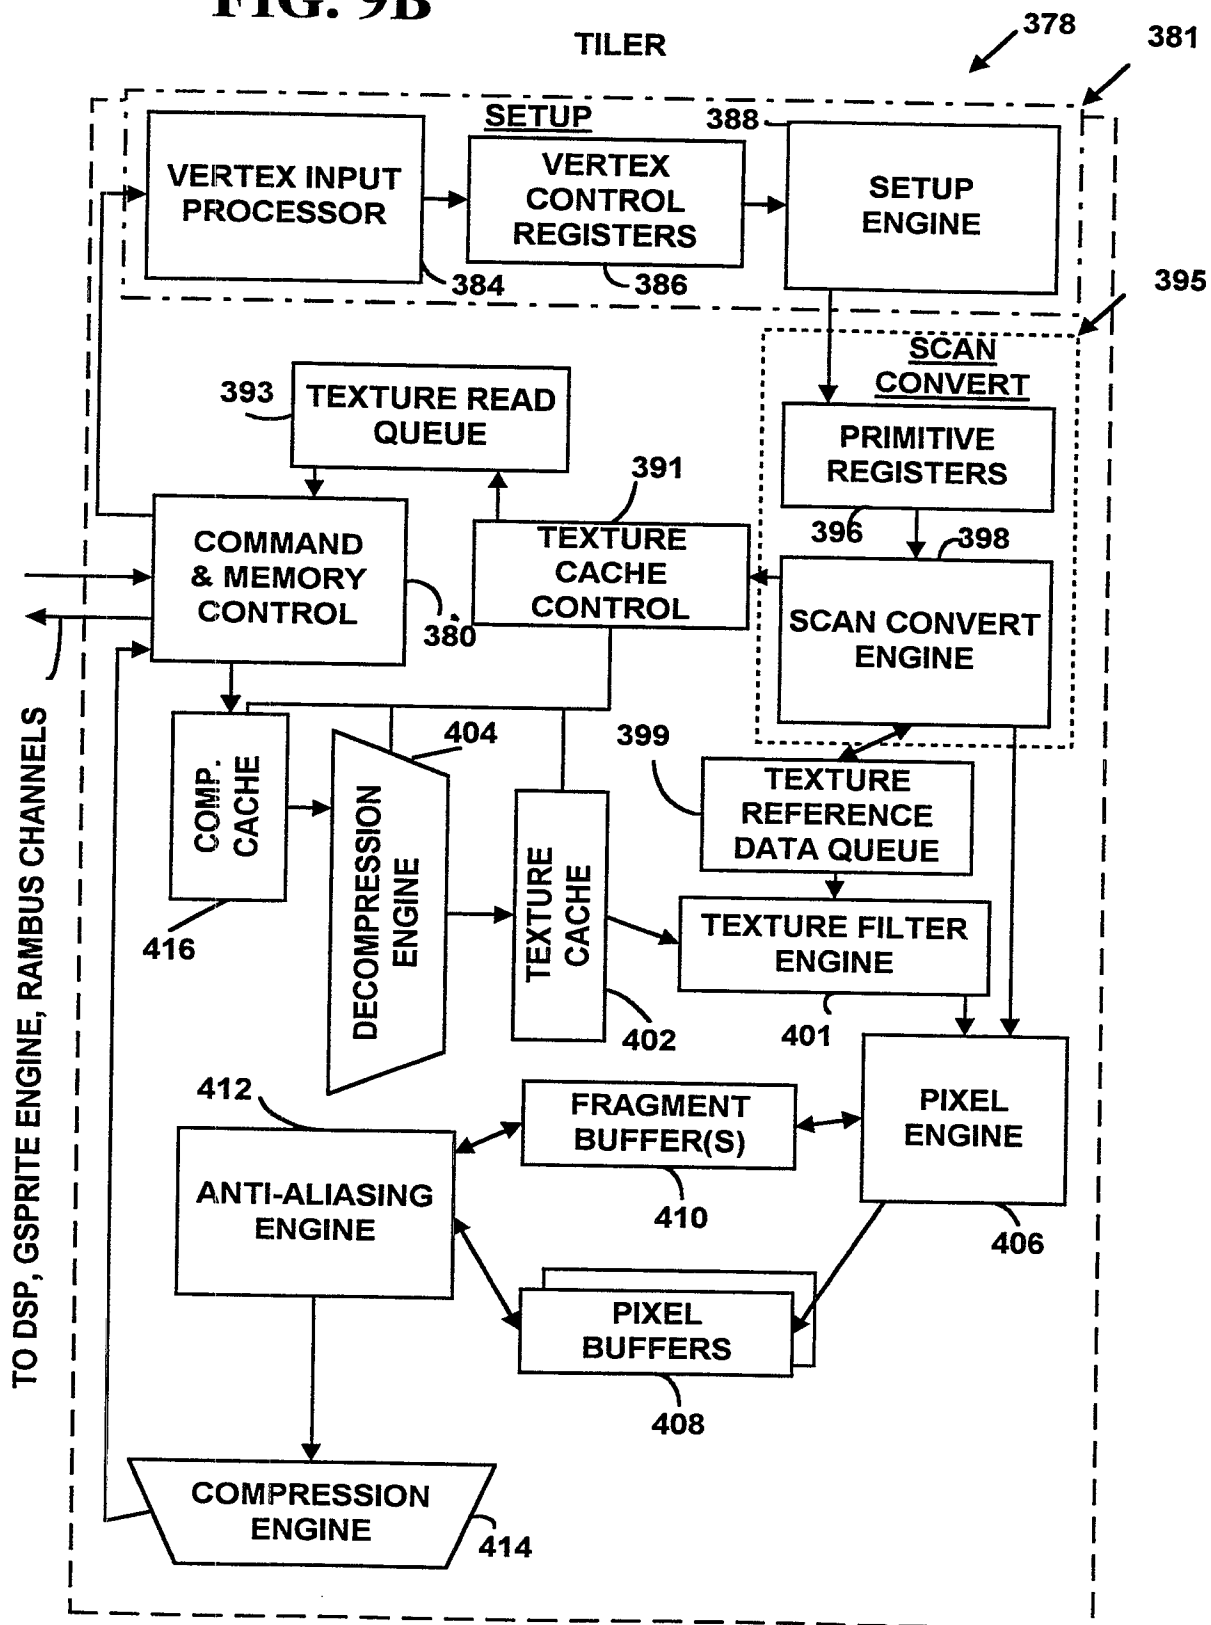 FIG. 9B
TILER
378
381
SETUP
388
VERTEX INPUT
PROCESSOR
384
VERTEX
CONTROL
REGISTERS
386
SETUP
ENGINE
395
SCAN
CONVERT
393
TEXTURE READ
QUEUE
PRIMITIVE
REGISTERS
391
396
398
COMMAND
& MEMORY
CONTROL
380
TEXTURE
CACHE
CONTROL
SCAN CONVERT
ENGINE
TO DSP, GSPRITE ENGINE, RAMBUS CHANNELS
COMP.
CACHE
416
404
DECOMPRESSION
ENGINE
399
TEXTURE
REFERENCE
DATA QUEUE
TEXTURE
CACHE
402
TEXTURE FILTER
ENGINE
401
412
FRAGMENT
BUFFER(S)
410
PIXEL
ENGINE
406
ANTI-ALIASING
ENGINE
PIXEL
BUFFERS
408
COMPRESSION
ENGINE
414